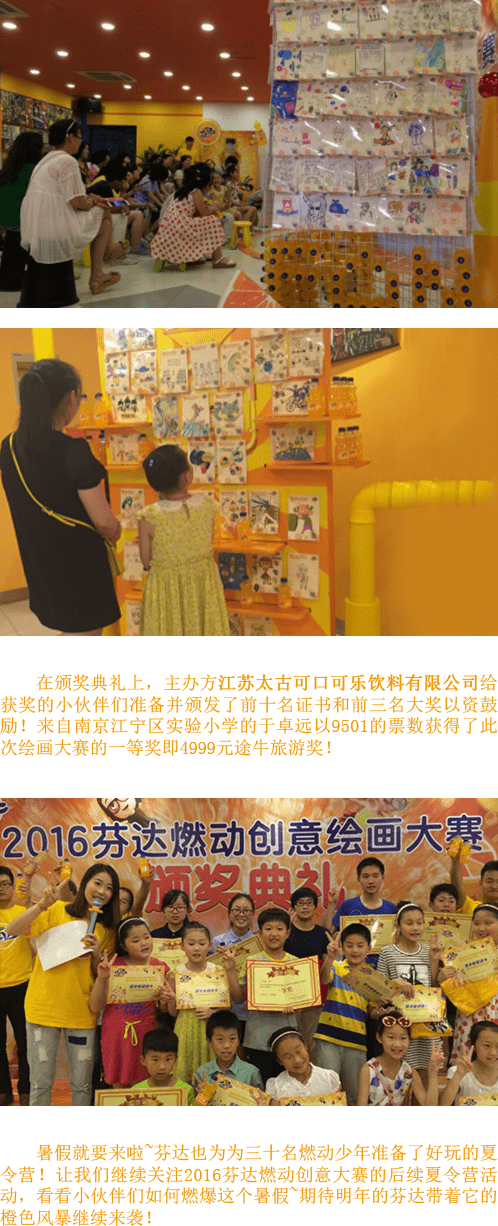 在颁奖典礼上，主办方江苏太古可口可乐饮料有限公司给
获奖的小伙伴们准备并颁发了前十名证书和前三名大奖以资鼓
励！来自南京江宁区实验小学的于卓远以9501的票数获得了此
次绘画大赛的一等奖即4999元途牛旅游奖！
2016芬达燃动创意绘画大赛
颁奖典礼
暑假就要来啦~芬达也为为三十名燃动少年准备了好玩的夏
令营！让我们继续关注2016芬达燃动创意大赛的后续夏令营活
动，看看小伙伴们如何燃爆这个暑假~期待明年的芬达带着它的
橙色风暴继续来袭！